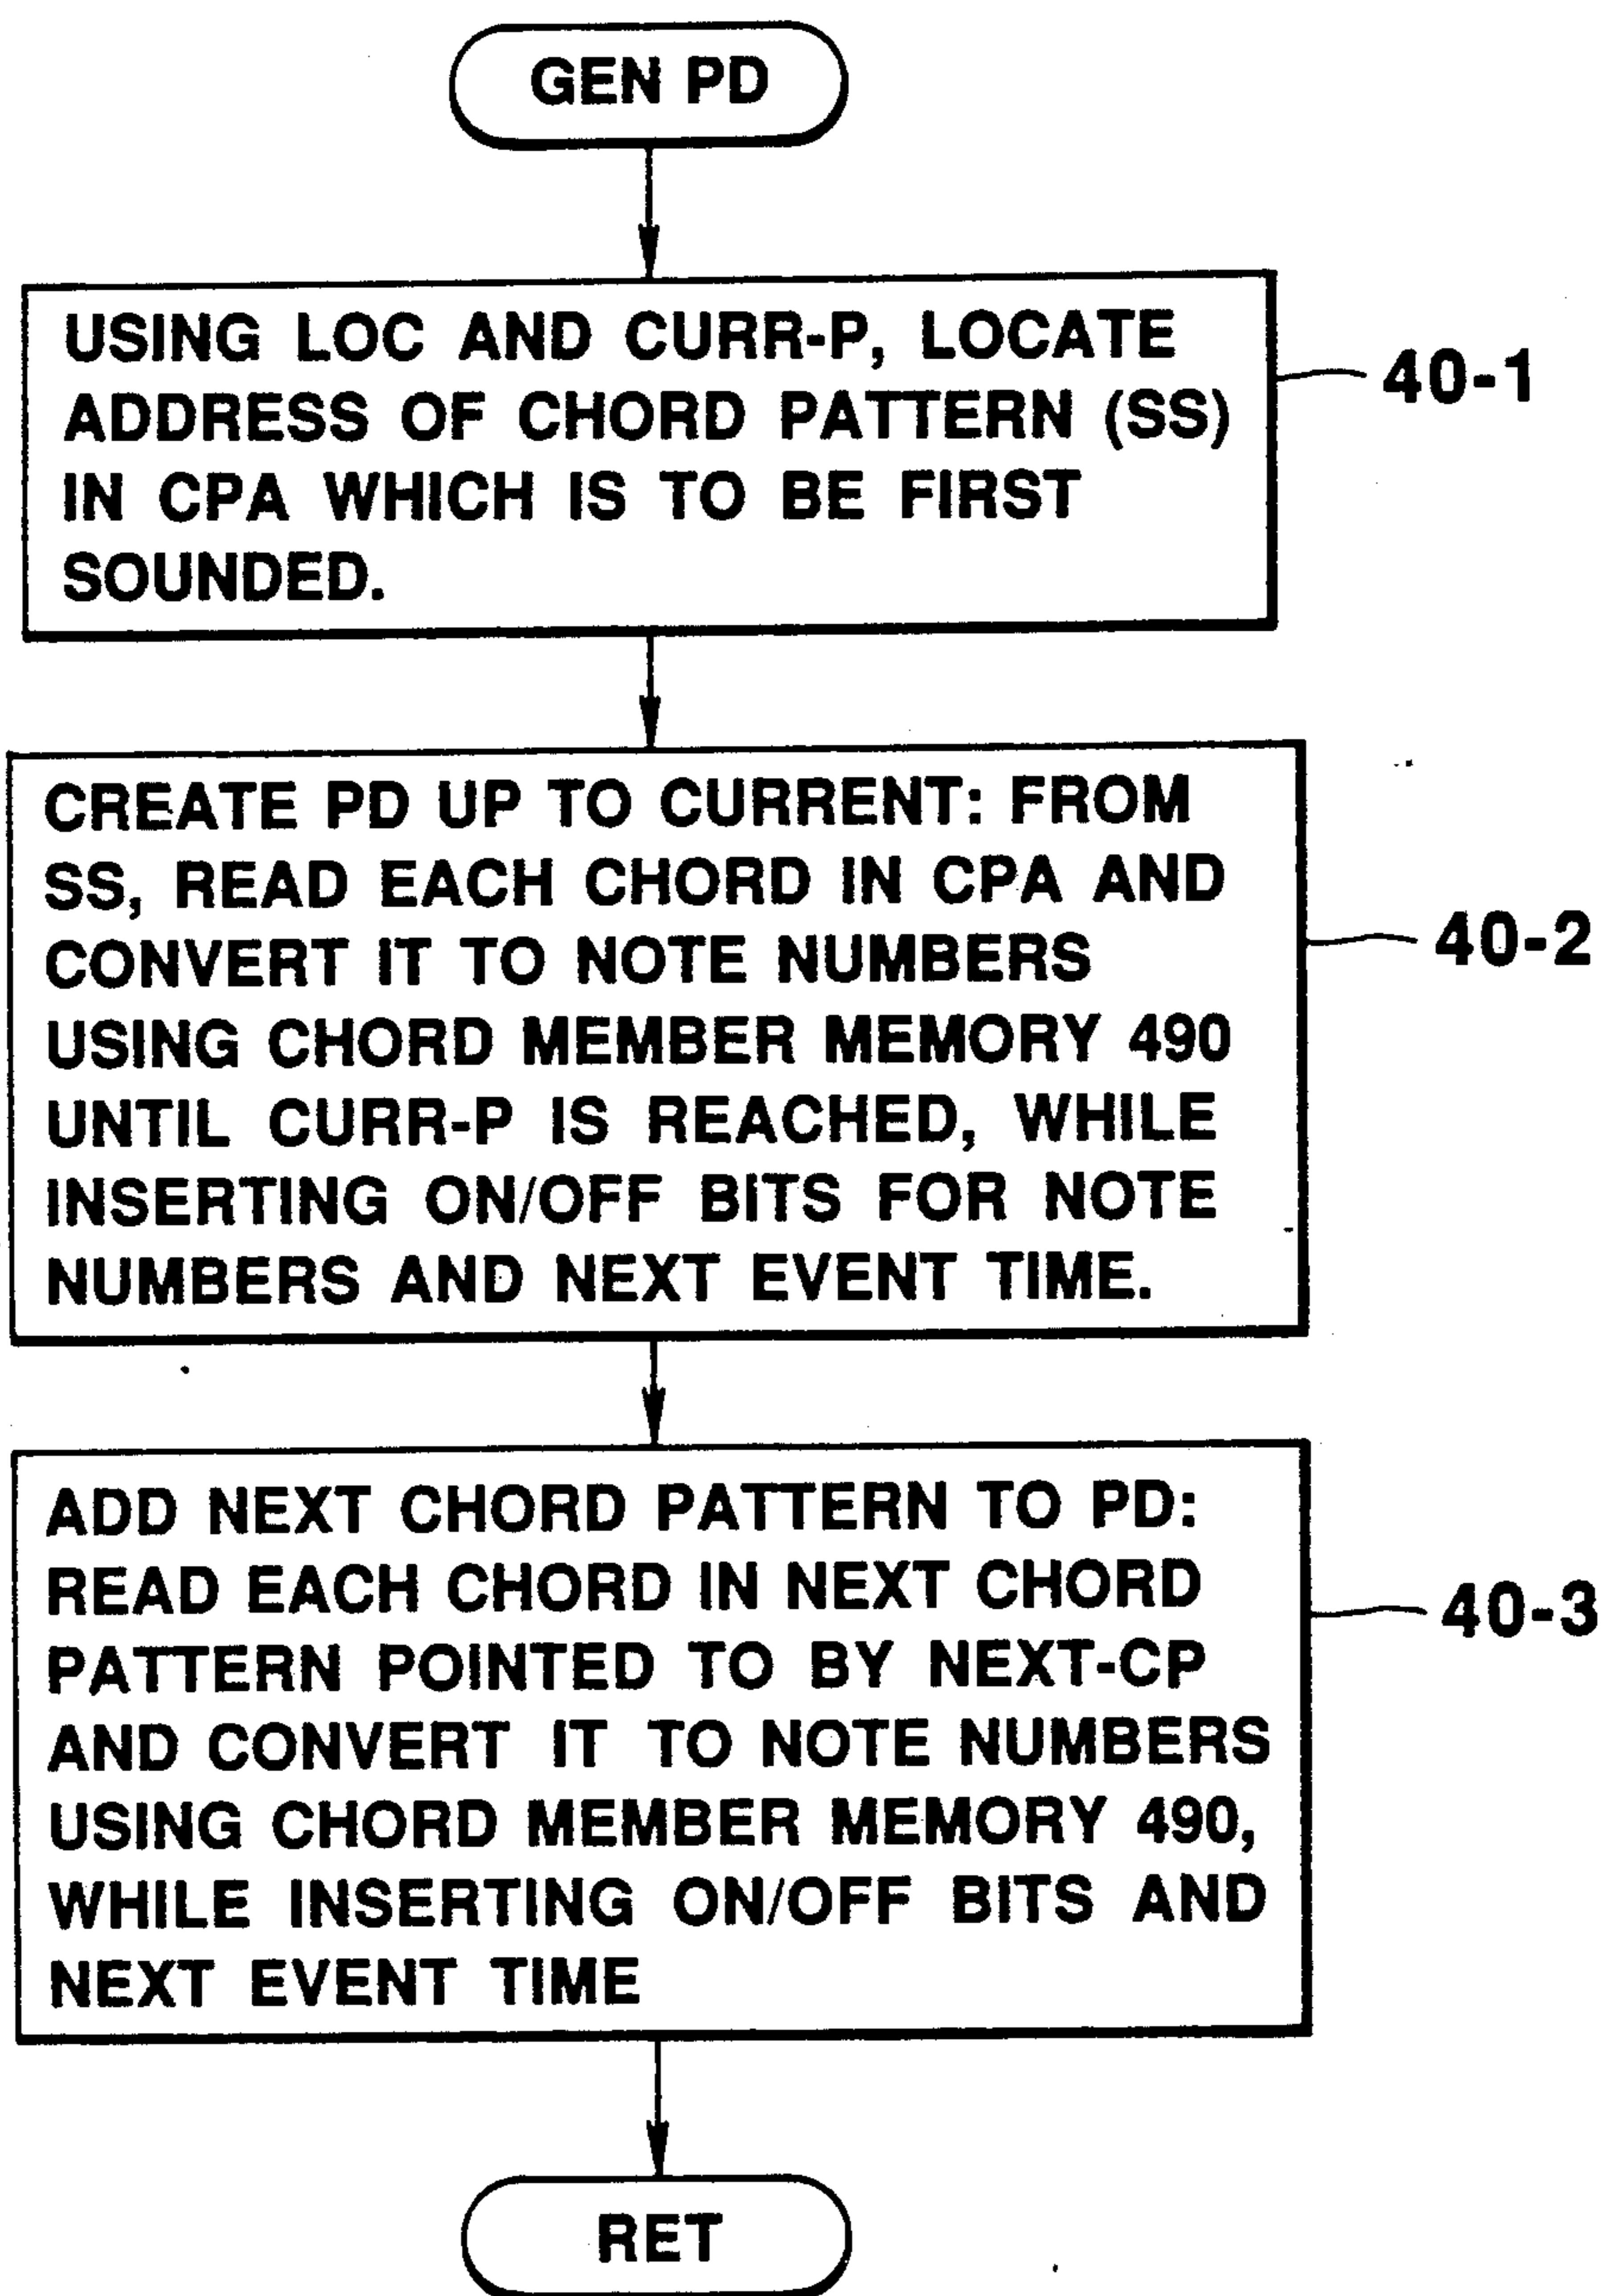 GEN PD
USING LOC AND CURR-P, LOCATE
ADDRESS OF CHORD PATTERN (SS)
IN CPA WHICH IS TO BE FIRST
SOUNDED.
40-1
CREATE PD UP TO CURRENT: FROM
SS, READ EACH CHORD IN CPA AND
CONVERT IT TO NOTE NUMBERS
USING CHORD MEMBER MEMORY 490
UNTIL CURR-P IS REACHED, WHILE
INSERTING ON/OFF BITS FOR NOTE
NUMBERS AND NEXT EVENT TIME.
40-2
ADD NEXT CHORD PATTERN TO PD:
READ EACH CHORD IN NEXT CHORD
PATTERN POINTED TO BY NEXT-CP
AND CONVERT IT TO NOTE NUMBERS
USING CHORD MEMBER MEMORY 490,
WHILE INSERTING ON/OFF BITS AND
NEXT EVENT TIME
40-3
RET